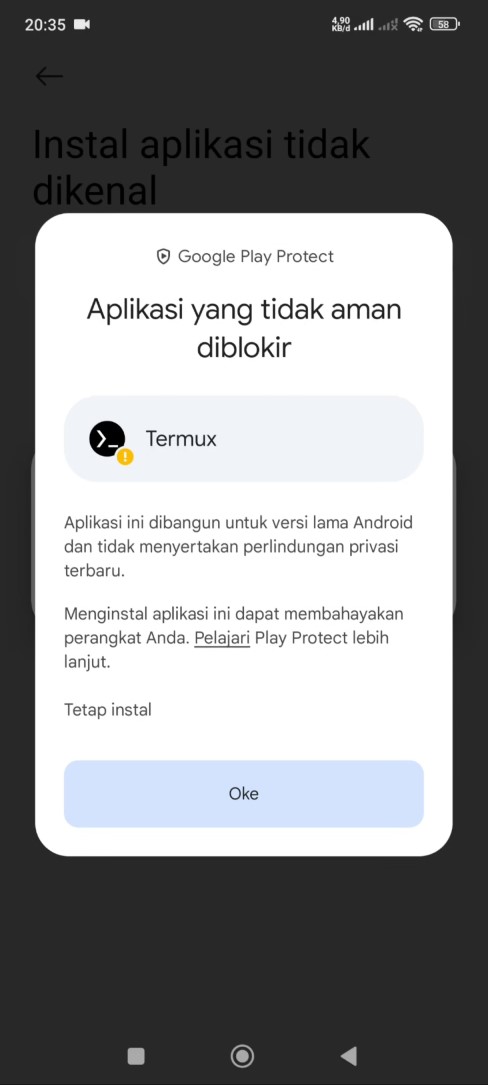 20:35
4,90
KB/d
58
Instal aplikasi tidak
dikenal
Google Play Protect
Aplikasi yang tidak aman
diblokir
>_
Termux
!
Aplikasi ini dibangun untuk versi lama Android
dan tidak menyertakan perlindungan privasi
terbaru.
Menginstal aplikasi ini dapat membahayakan
perangkat Anda. Pelajari Play Protect lebih
lanjut.
Tetap instal
Oke